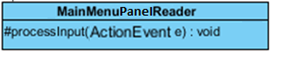 MainMenuPanelReader
#processInput(ActionEvent e) : void